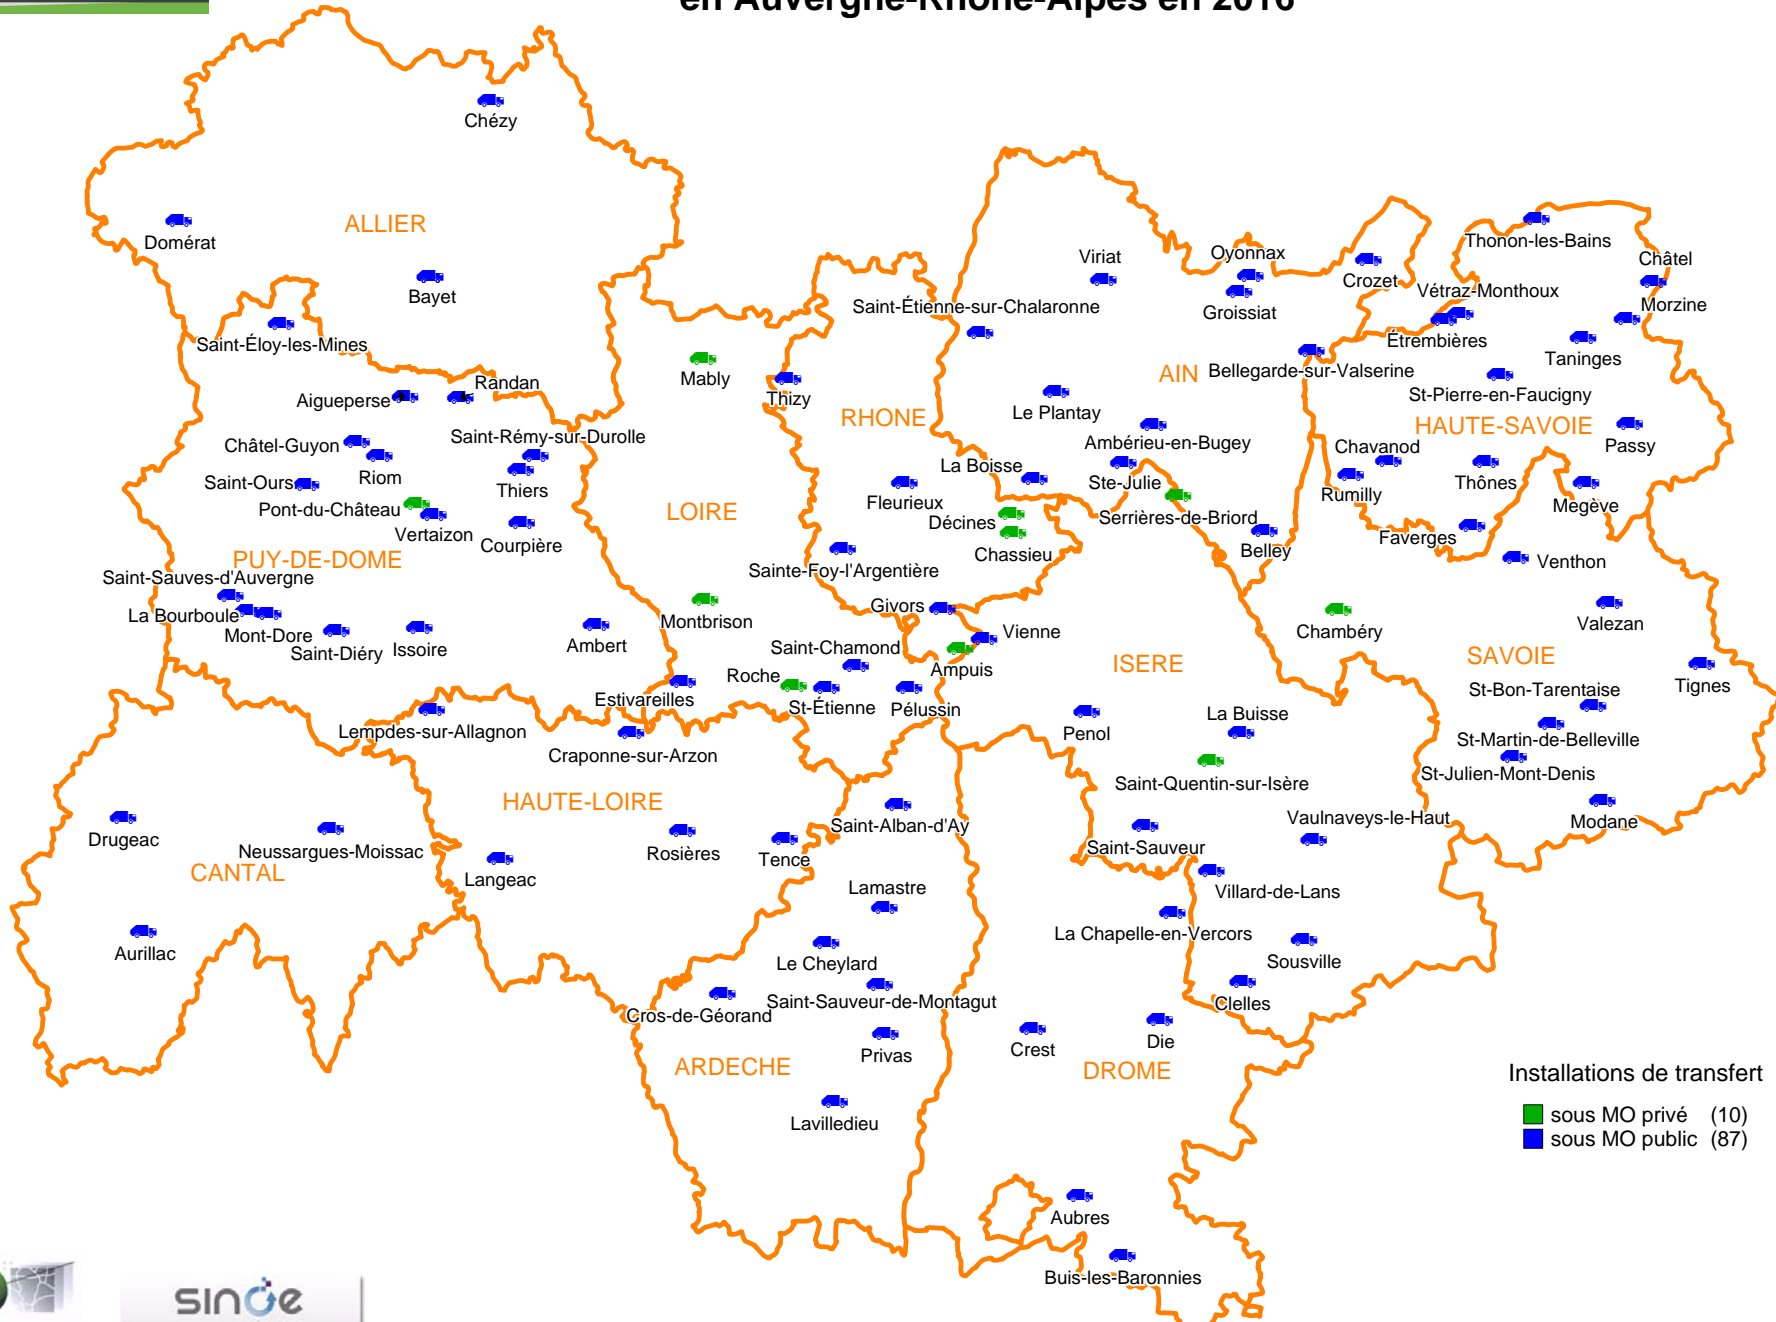 en Auvergne-Rhône-Alpes en 2016
Chézy
ALLIER
Domérat
Bayet
Saint-Éloy-les-Mines
Thonon-les-Bains
Châtel
Viriat
Oyonnax
Crozet
Vétraz-Monthoux
Morzine
Saint-Étienne-sur-Chalaronne
Groissiat
Étrembières
Taninges
Mably
Thizy
AIN
Bellegarde-sur-Valserine
St-Pierre-en-Faucigny
Aigueperse
Randan
RHONE
Le Plantay
HAUTE-SAVOIE
Passy
Châtel-Guyon
Saint-Rémy-sur-Durolle
Ambérieu-en-Bugey
Chavanod
Riom
Saint-Ours
Thiers
La Boisse
Ste-Julie
Rumilly
Thônes
Megève
Pont-du-Château
LOIRE
Fleurieux
Décines
Serrières-de-Briord
Vertaizon
Courpière
Chassieu
Belley
Faverges
PUY-DE-DOME
Sainte-Foy-l'Argentière
Venthon
Saint-Sauves-d'Auvergne
La Bourboule
Givors
Mont-Dore
Montbrison
Chambéry
Valezan
Saint-Diéry
Issoire
Ambert
Saint-Chamond
Vienne
Ampuis
ISERE
SAVOIE
Roche
Tignes
Estivareilles
St-Étienne
Pélussin
St-Bon-Tarentaise
Lempdes-sur-Allagnon
Penol
La Buisse
St-Martin-de-Belleville
Craponne-sur-Arzon
St-Julien-Mont-Denis
Saint-Quentin-sur-Isère
HAUTE-LOIRE
Saint-Alban-d'Ay
Vaulnaveys-le-Haut
Modane
Drugeac
Neussargues-Moissac
Rosières
Tence
Saint-Sauveur
CANTAL
Langeac
Lamastre
Villard-de-Lans
Aurillac
Le Cheylard
La Chapelle-en-Vercors
Sousville
Cros-de-Géorand
Saint-Sauveur-de-Montagut
Clelles
Privas
Crest
Die
ARDECHE
DROME
Lavilledieu
Installations de transfert
sous MO privé (10)
sous MO public (87)
Aubres
Buis-les-Baronnies
sinoe